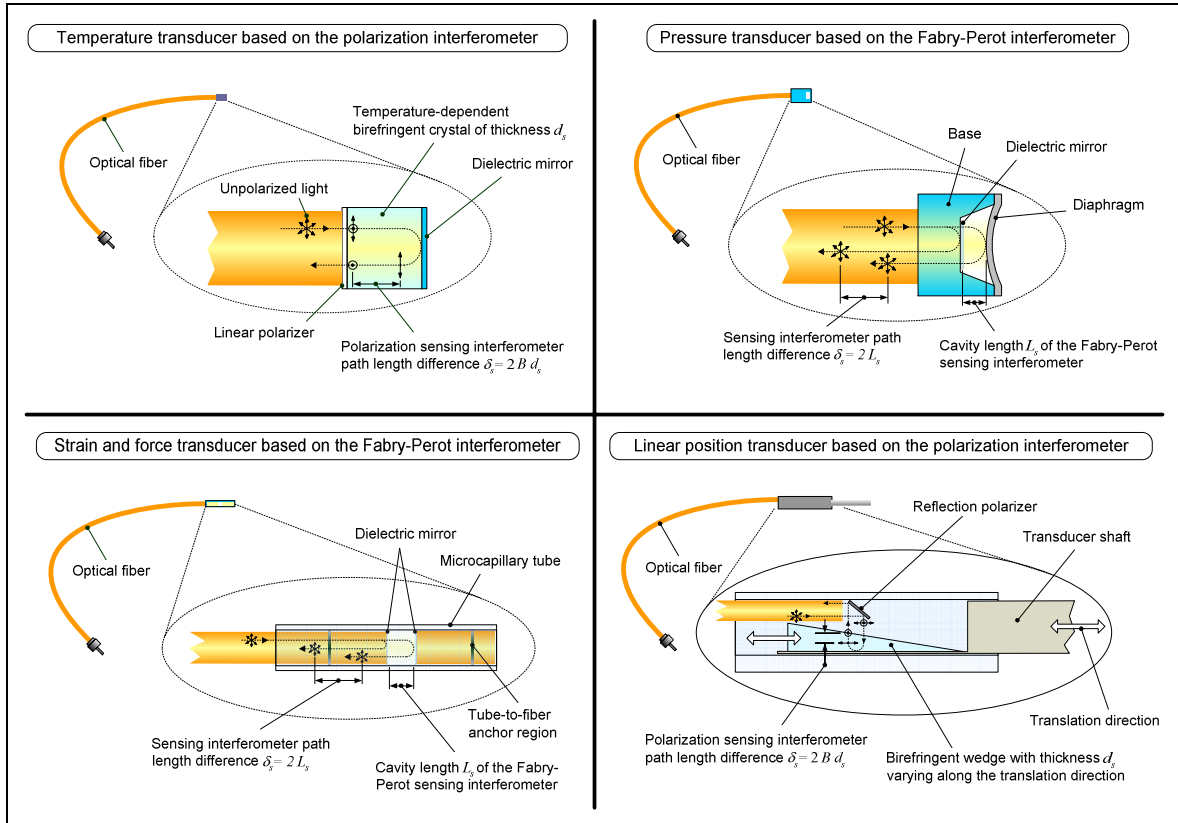 Temperature transducer based on the polarization interferometer
Temperature-dependent
birefringent crystal of thickness dₛ
Optical fiber
Dielectric mirror
Unpolarized light
Linear polarizer
Polarization sensing interferometer
path length difference δₛ= 2 B dₛ
Pressure transducer based on the Fabry-Perot interferometer
Base
Dielectric mirror
Optical fiber
Diaphragm
Sensing interferometer path
length difference δₛ= 2 Lₛ
Cavity length Lₛ of the Fabry-Perot
sensing interferometer
Strain and force transducer based on the Fabry-Perot interferometer
Dielectric mirror
Microcapillary tube
Optical fiber
Sensing interferometer path
length difference δₛ= 2 Lₛ
Tube-to-fiber
anchor region
Cavity length Lₛ of the Fabry-
Perot sensing interferometer
Linear position transducer based on the polarization interferometer
Reflection polarizer
Transducer shaft
Optical fiber
Translation direction
Polarization sensing interferometer
path length difference δₛ= 2 B dₛ
Birefringent wedge with thickness dₛ
varying along the translation direction